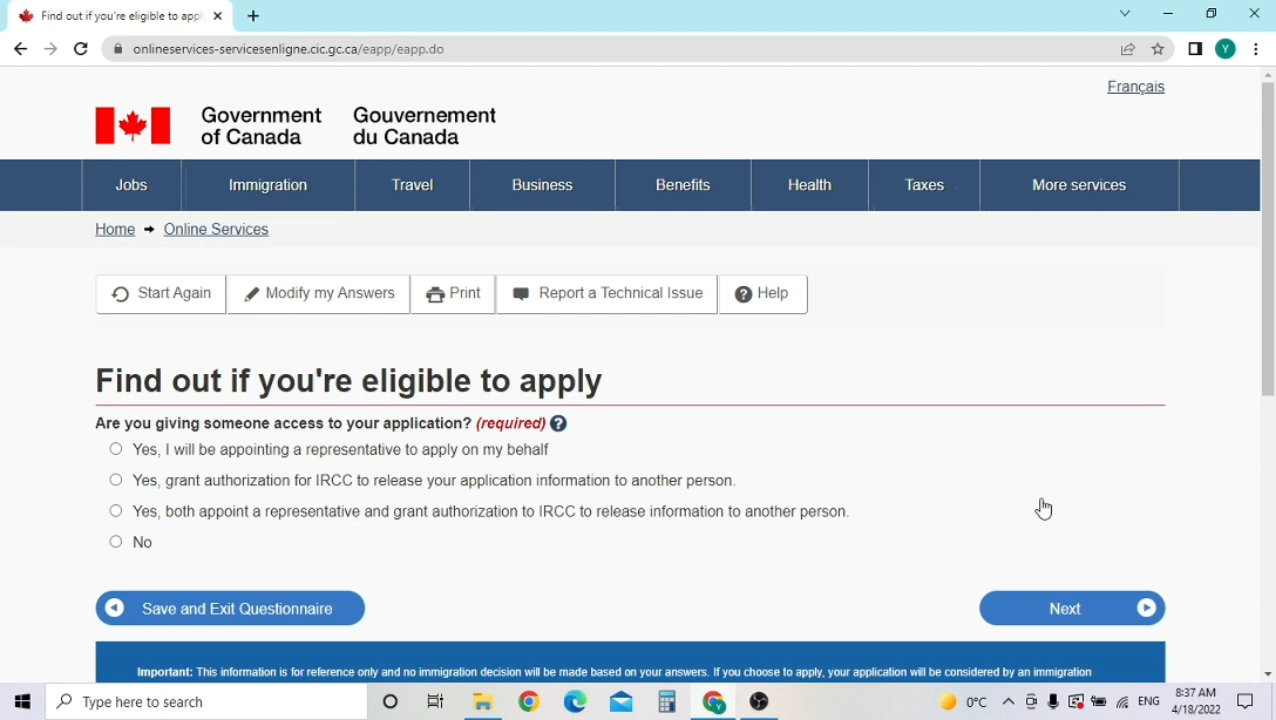 Find out if you're eligible to appl
onlineservices-servicesenligne.cic.gc.ca/eapp/eapp.do
Y
Français
Government of Canada
Gouvernement du Canada
Jobs Immigration Travel Business Benefits Health Taxes More services
Home Online Services
Start Again Modify my Answers Print Report a Technical Issue Help
Find out if you're eligible to apply
Are you giving someone access to your application? (required)
Yes, I will be appointing a representative to apply on my behalf
Yes, grant authorization for IRCC to release your application information to another person.
Yes, both appoint a representative and grant authorization to IRCC to release information to another person.
No
Save and Exit Questionnaire Next
Important: This information is for reference only and no immigration decision will be made based on your answers. If you choose to apply, your application will be considered by an immigration
Type here to search
Y
0°C
ENG
8:37 AM
4/18/2022